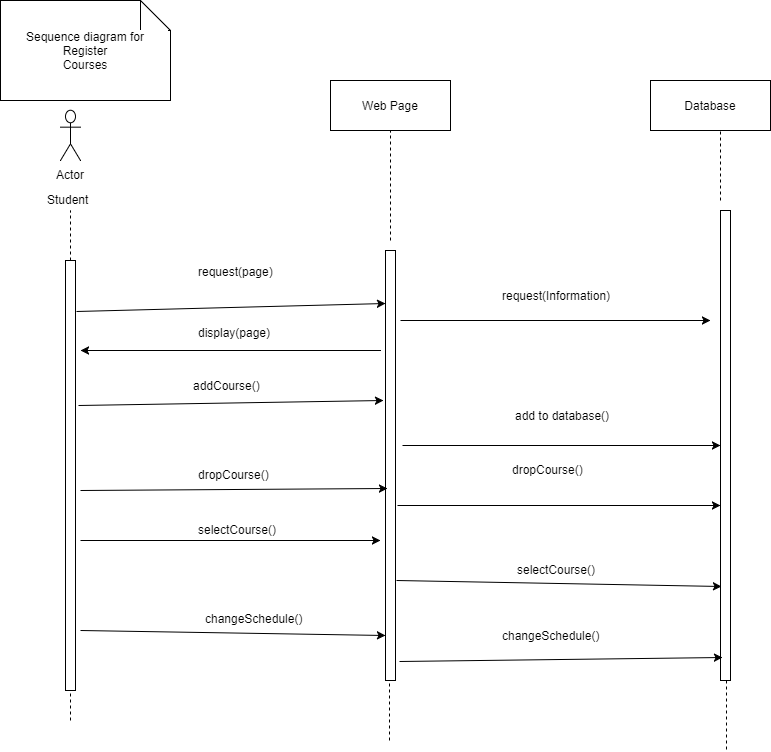 Sequence diagram for
Register
Courses
Web Page
Database
Actor
Student
request(page)
request(Information)
display(page)
addCourse()
add to database()
dropCourse()
dropCourse()
selectCourse()
selectCourse()
changeSchedule()
changeSchedule()